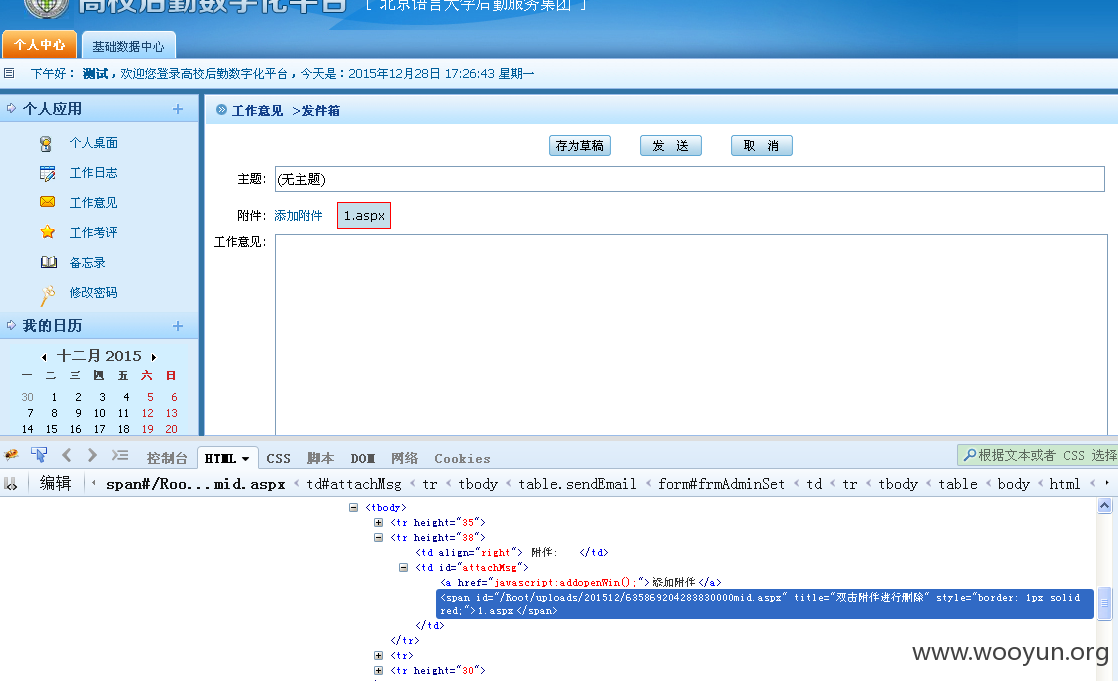 高校后勤数字化平台 [ 北京语言大学后勤服务集团 ]
个人中心 基础数据中心
下午好： 测试，欢迎您登录高校后勤数字化平台，今天是：2015年12月28日 17:26:43 星期一
个人应用
个人桌面
工作日志
工作意见
工作考评
备忘录
修改密码
我的日历
十二月 2015
一 二 三 四 五 六 日
30 1 2 3 4 5 6
7 8 9 10 11 12 13
14 15 16 17 18 19 20
工作意见 >发件箱
存为草稿 发 送 取 消
主题: (无主题)
附件: 添加附件 1.aspx
工作意见:
控制台 HTML CSS 脚本 DOM 网络 Cookies 根据文本或者 CSS 选择
编辑 span#/Roo...mid.aspx < td#attachMsg < tr < tbody < table.sendEmail < form#frmAdminSet < td < tr < tbody < table < body < html
<tbody>
<tr height="35">
<tr height="38">
<td align="right"> 附件: </td>
<td id="attachMsg">
<a href="javascript:addopenWin();">添加附件</a>
<span id="/Root/uploads/201512/635869204283830000mid.aspx" title="双击附件进行删除" style="border: 1px solid
red;">1.aspx</span>
</td>
</tr>
<tr>
<tr height="30">
www.wooyun.org